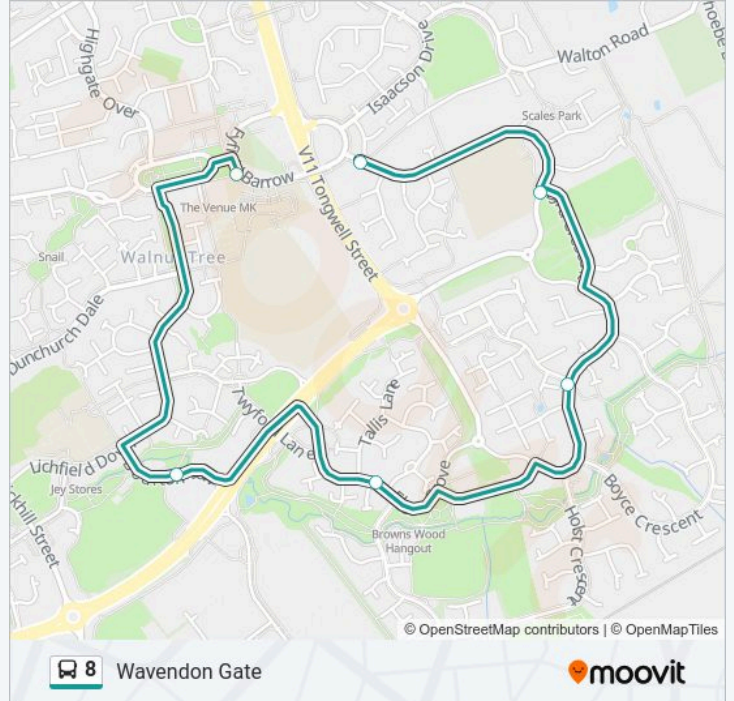 Highgate Over
Isaacson Drive
Walton Road
Scales Park
Barrow
V11 Tongwell Street
The Venue MK
Walnut Tree
Snail
Dunchurch Dale
Twyford Lane
Tallis Lane
Lichfield Down
Jey Stores
ckhill Street
Browns Wood
Hangout
Boyce Crescent
Holst Crescent
© OpenStreetMap contributors | © OpenMapTiles
8 Wavendon Gate
moovit